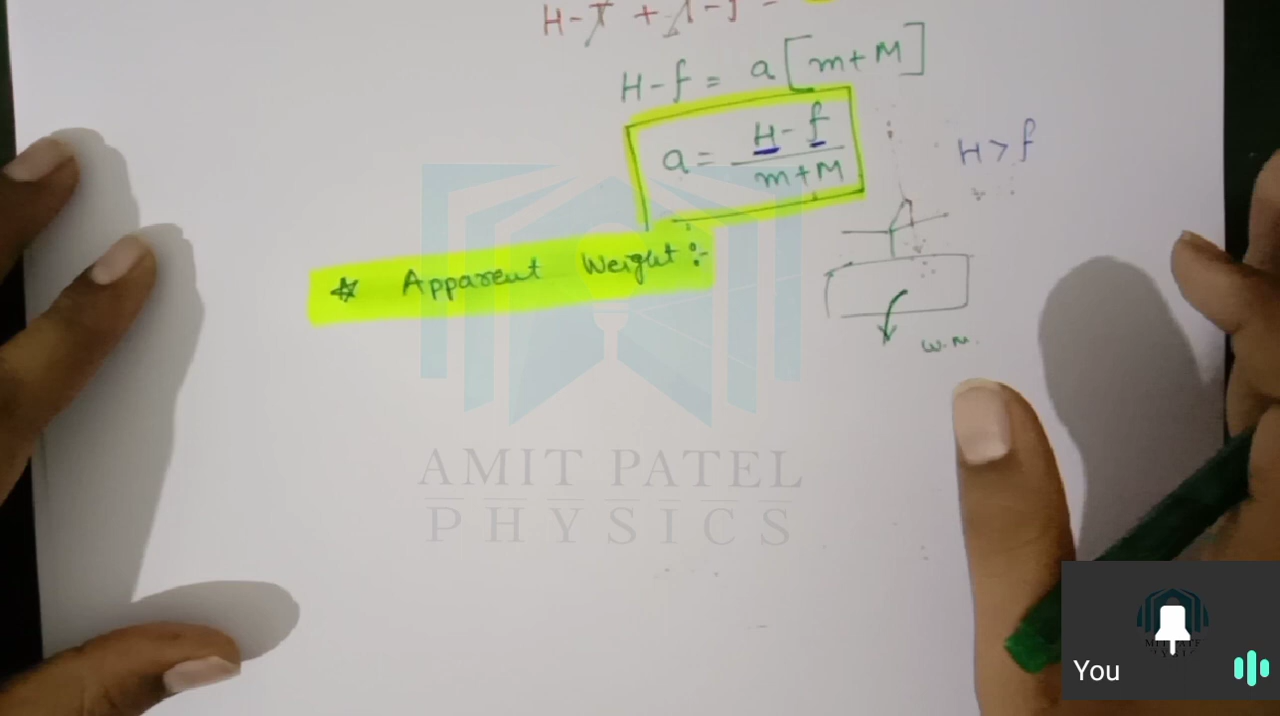 H-T + T-f =
H-f = a[m+M]
a = H-f / m+M
H > f
☆ Apparent Weight :-
AMIT PATEL
PHYSICS
You